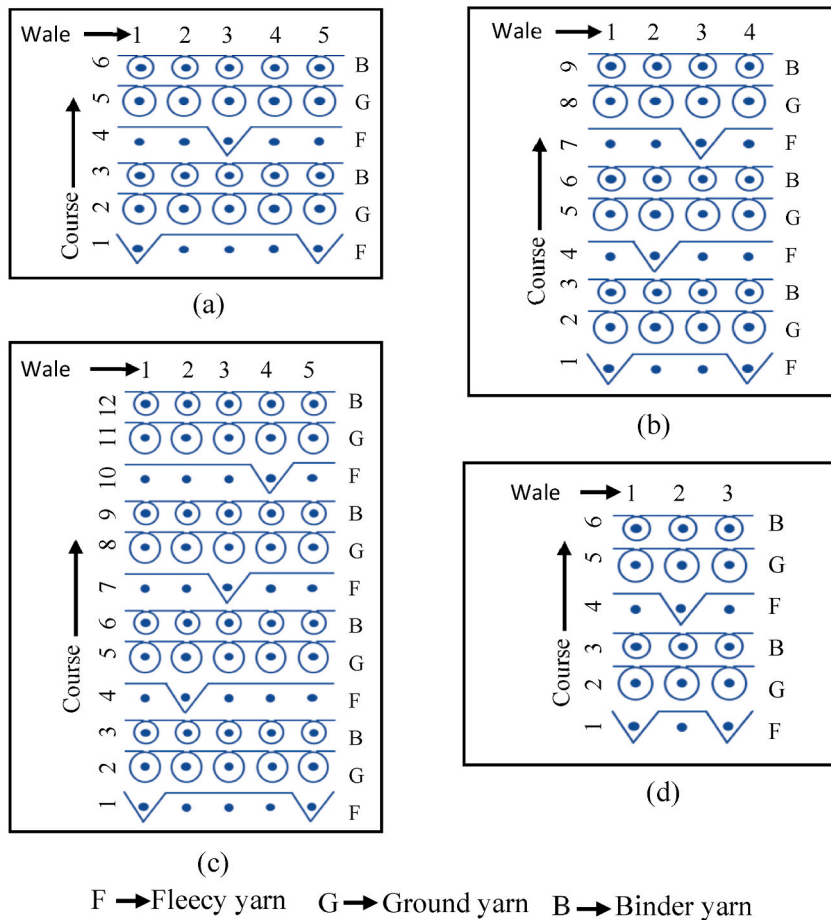 Wale 1 2 3 4 5
6 B
5 G
4 F
3 B
2 G
1 F
Course
(a)
Wale 1 2 3 4
9 B
8 G
7 F
6 B
5 G
4 F
3 B
2 G
1 F
Course
(b)
Wale 1 2 3 4 5
12 B
11 G
10 F
9 B
8 G
7 F
6 B
5 G
4 F
3 B
2 G
1 F
Course
(c)
Wale 1 2 3
6 B
5 G
4 F
3 B
2 G
1 F
Course
(d)
F → Fleecy yarn G → Ground yarn B → Binder yarn